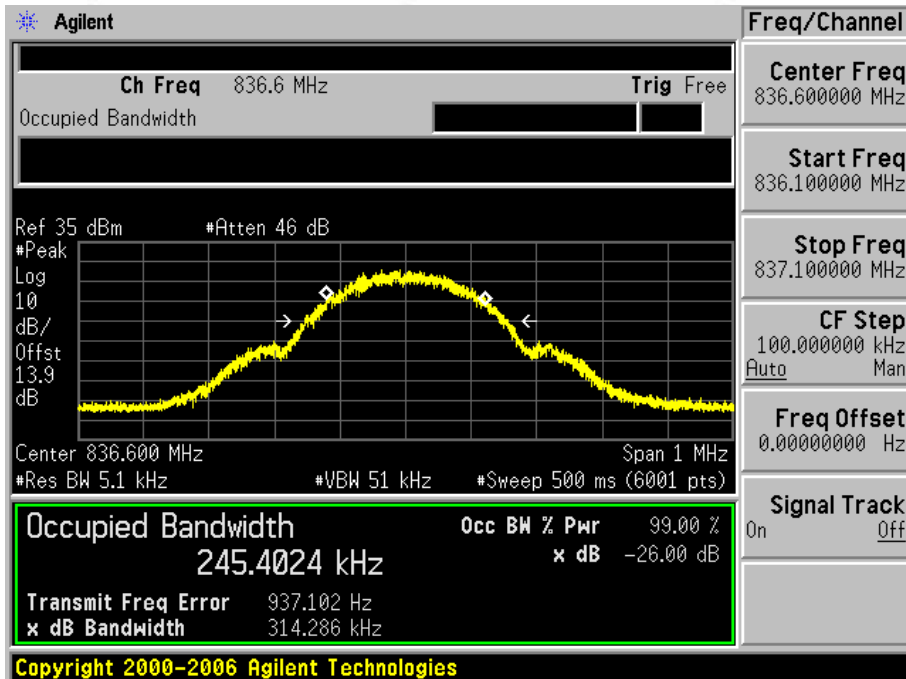 Agilent
Freq/Channel
Ch Freq 836.6 MHz Trig Free
Occupied Bandwidth
Center Freq
836.600000 MHz
Start Freq
836.100000 MHz
Stop Freq
837.100000 MHz
CF Step
100.000000 kHz
Auto Man
Freq Offset
0.00000000 Hz
Signal Track
On Off
Ref 35 dBm #Atten 46 dB
#Peak
Log
10
dB/
Offst
13.9
dB
Center 836.600 MHz Span 1 MHz
#Res BW 5.1 kHz #VBW 51 kHz #Sweep 500 ms (6001 pts)
Occupied Bandwidth
245.4024 kHz
Occ BW % Pwr 99.00 %
x dB -26.00 dB
Transmit Freq Error 937.102 Hz
x dB Bandwidth 314.286 kHz
Copyright 2000-2006 Agilent Technologies